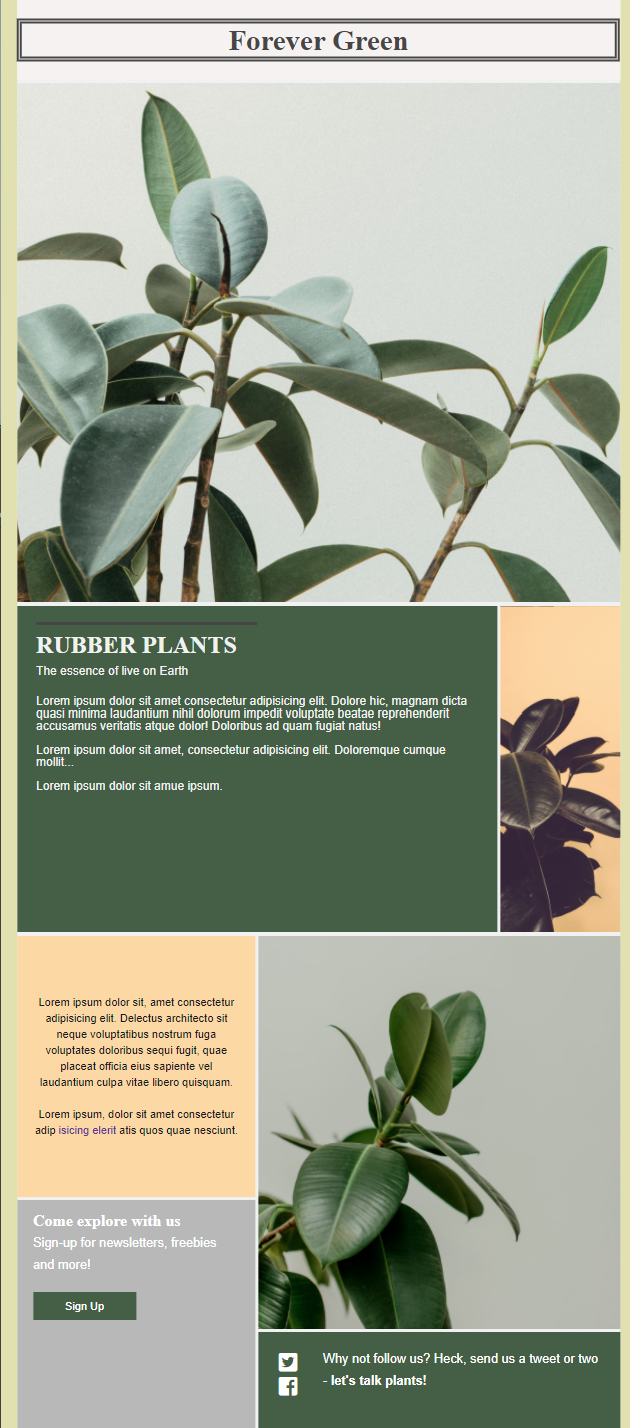 Forever Green
RUBBER PLANTS
The essence of live on Earth
Lorem ipsum dolor sit amet consectetur adipisicing elit. Dolore hic, magnam dicta
quasi minima laudantium nihil dolorum impedit voluptate beatae reprehenderit
accusamus veritatis atque dolor! Doloribus ad quam fugiat natus!
Lorem ipsum dolor sit amet, consectetur adipisicing elit. Doloremque cumque
mollit...
Lorem ipsum dolor sit amue ipsum.
Lorem ipsum dolor sit, amet consectetur
adipisicing elit. Delectus architecto sit
neque voluptatibus nostrum fuga
voluptates doloribus sequi fugit, quae
placeat officia eius sapiente vel
laudantium culpa vitae libero quisquam.
Lorem ipsum, dolor sit amet consectetur
adip isicing elerit atis quos quae nesciunt.
Come explore with us
Sign-up for newsletters, freebies
and more!
Sign Up
Why not follow us? Heck, send us a tweet or two
- let's talk plants!